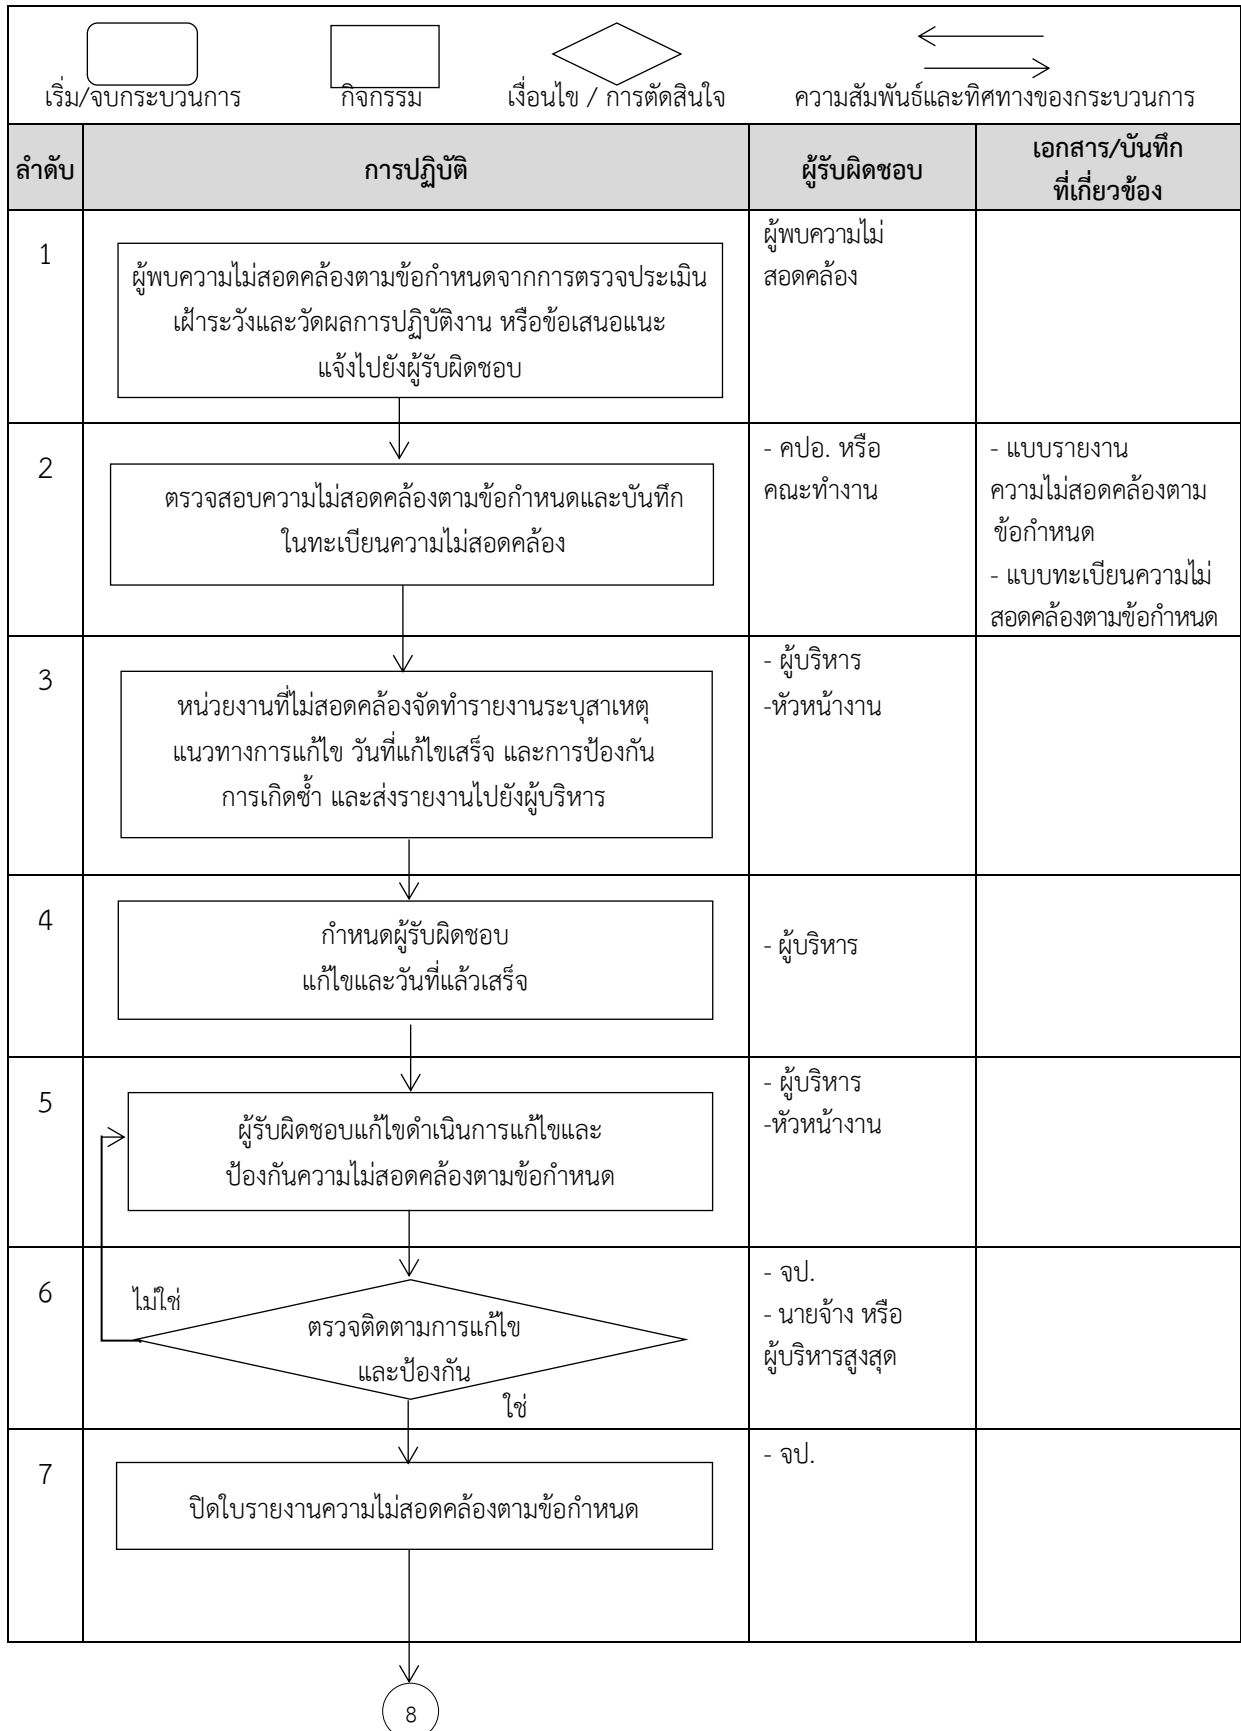 เริ่ม/จบกระบวนการ
กิจกรรม
เงื่อนไข / การตัดสินใจ
ความสัมพันธ์และทิศทางของกระบวนการ
ลำดับ
การปฏิบัติ
ผู้รับผิดชอบ
เอกสาร/บันทึก
ที่เกี่ยวข้อง
1
ผู้พบความไม่สอดคล้องตามข้อกำหนดจากการตรวจประเมิน
เฝ้าระวังและวัดผลการปฏิบัติงาน หรือข้อเสนอแนะ
แจ้งไปยังผู้รับผิดชอบ
ผู้พบความไม่
สอดคล้อง
2
ตรวจสอบความไม่สอดคล้องตามข้อกำหนดและบันทึก
ในทะเบียนความไม่สอดคล้อง
- คปอ. หรือ
คณะทำงาน
- แบบรายงาน
ความไม่สอดคล้องตาม
ข้อกำหนด
- แบบทะเบียนความไม่
สอดคล้องตามข้อกำหนด
3
หน่วยงานที่ไม่สอดคล้องจัดทำรายงานระบุสาเหตุ
แนวทางการแก้ไข วันที่แก้ไขเสร็จ และการป้องกัน
การเกิดซ้ำ และส่งรายงานไปยังผู้บริหาร
- ผู้บริหาร
-หัวหน้างาน
4
กำหนดผู้รับผิดชอบ
แก้ไขและวันที่แล้วเสร็จ
- ผู้บริหาร
5
ผู้รับผิดชอบแก้ไขดำเนินการแก้ไขและ
ป้องกันความไม่สอดคล้องตามข้อกำหนด
- ผู้บริหาร
-หัวหน้างาน
6
ไม่ใช่
ตรวจติดตามการแก้ไข
และป้องกัน
ใช่
- จป.
- นายจ้าง หรือ
ผู้บริหารสูงสุด
7
ปิดใบรายงานความไม่สอดคล้องตามข้อกำหนด
- จป.
8